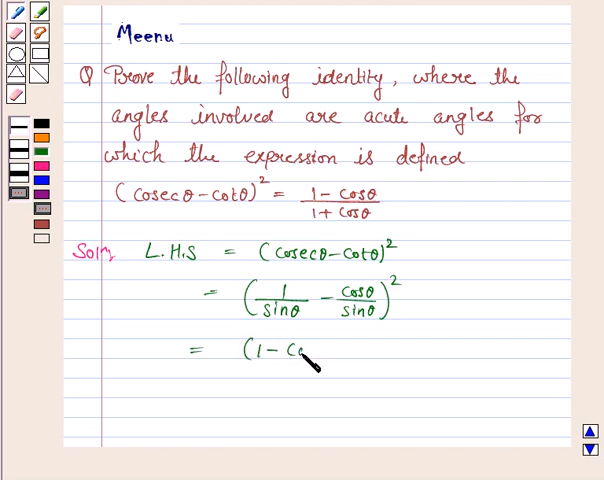 Meenu
Q Prove the following identity, where the
angles involved are acute angles for
which the expression is defined
(cosecθ - cotθ)² = (1 - cosθ)/(1 + cosθ)
Solⁿ, L.H.S = (cosecθ - cotθ)²
= (1/sinθ - cosθ/sinθ)²
= (1 - co